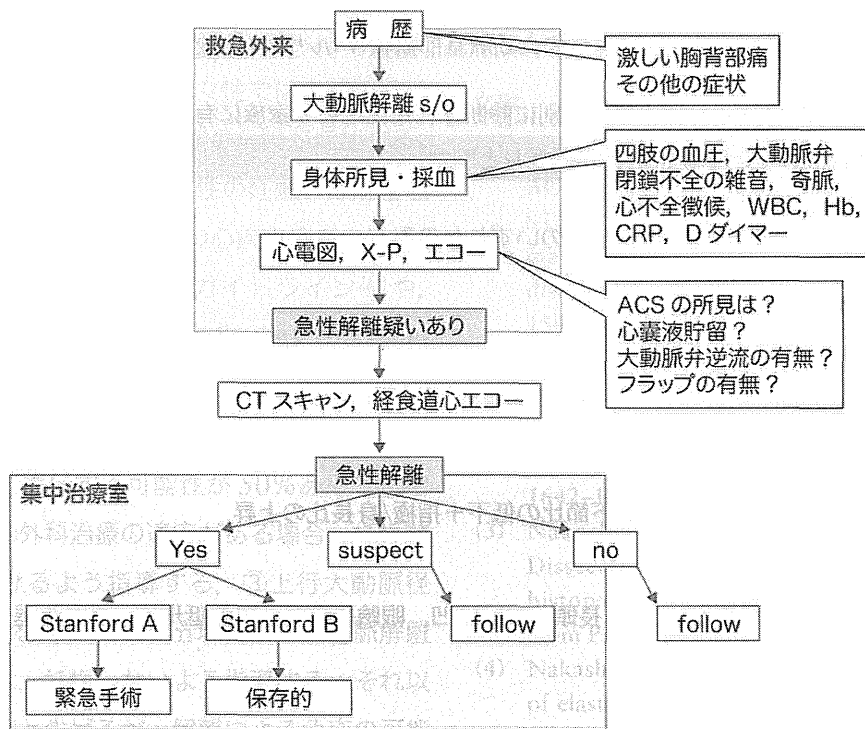 病 歴
救急外来
激しい胸背部痛
その他の症状
大動脈解離 s/o
身体所見・採血
四肢の血圧，大動脈弁
閉鎖不全の雑音，奇脈，
心不全徴候，WBC，Hb，
CRP，D ダイマー
心電図，X-P，エコー
ACS の所見は？
心嚢液貯留？
大動脈弁逆流の有無？
フラップの有無？
急性解離疑いあり
CT スキャン，経食道心エコー
急性解離
集中治療室
Yes
suspect
no
Stanford A
Stanford B
follow
follow
緊急手術
保存的